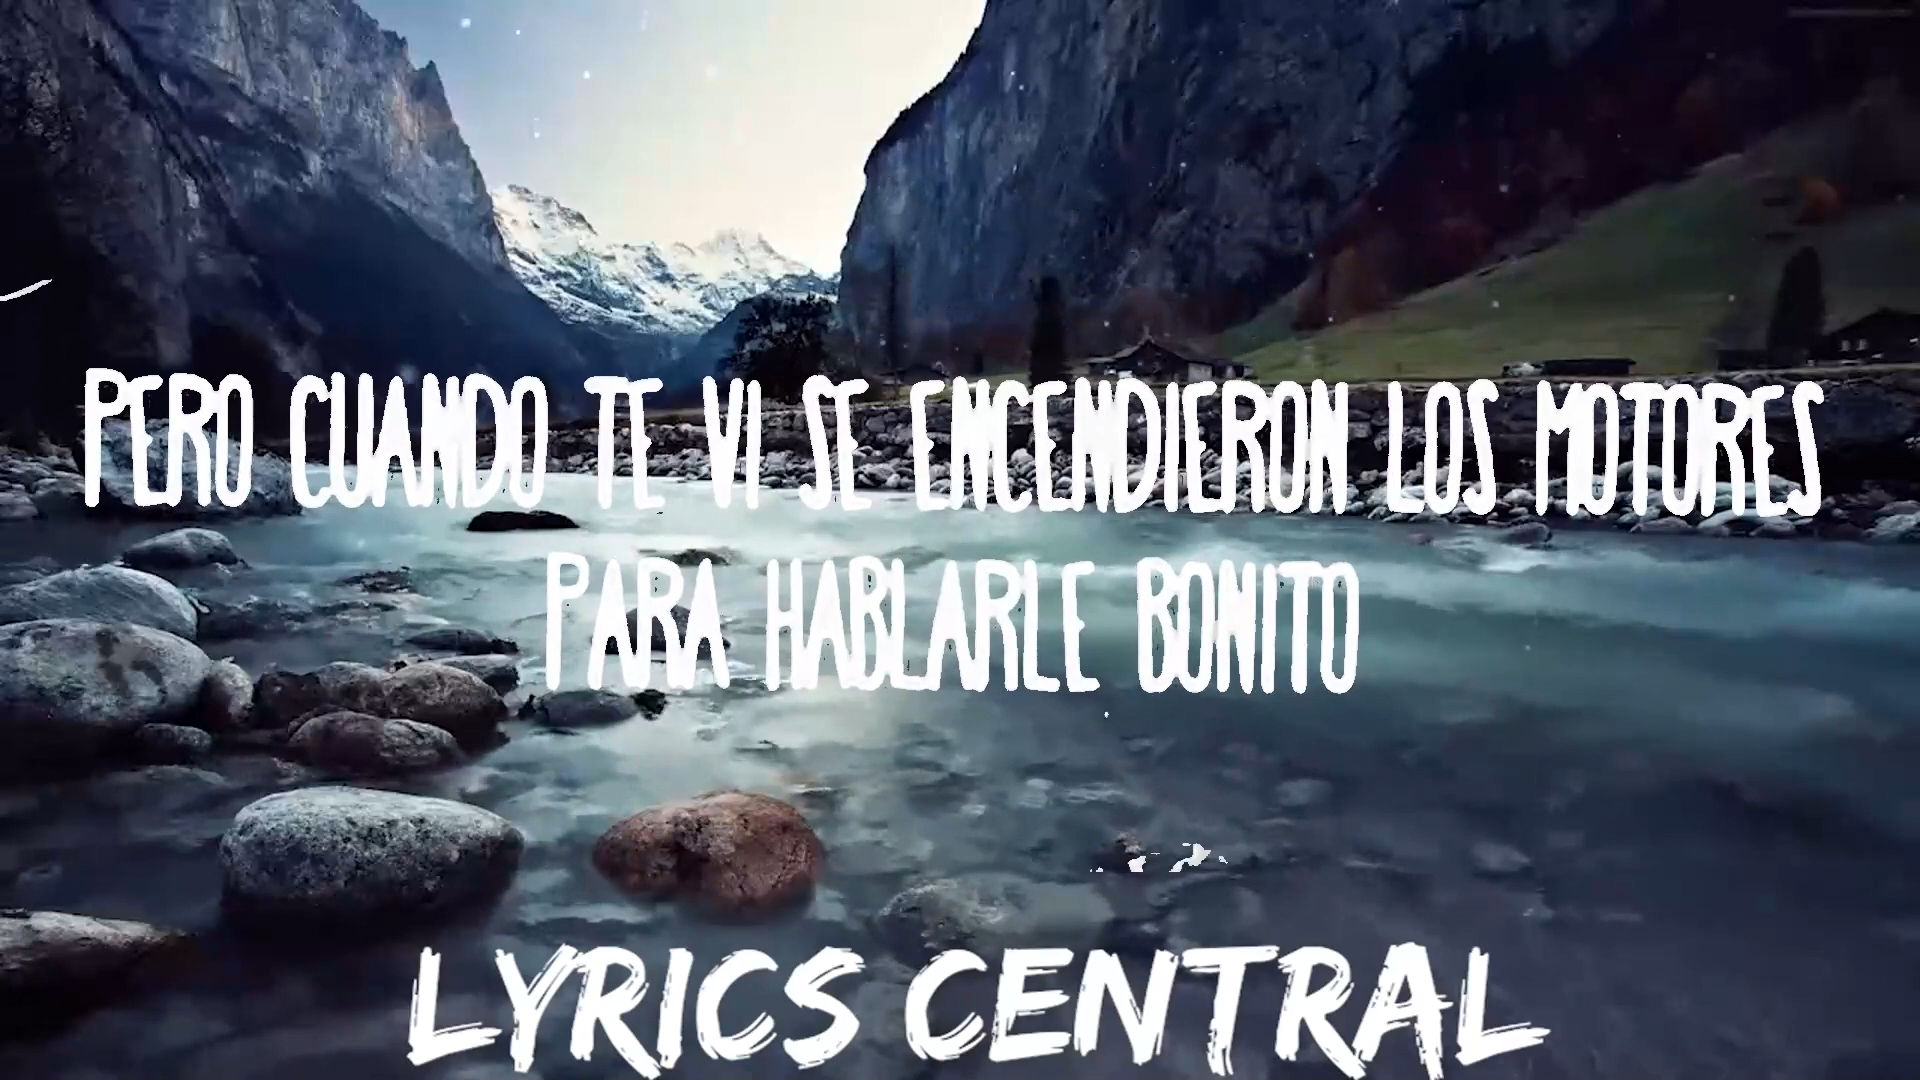 PERO CUANDO TE VI SE ENCENDIERON LOS MOTORES
PARA HABLARLE BONITO
LYRICS CENTRAL